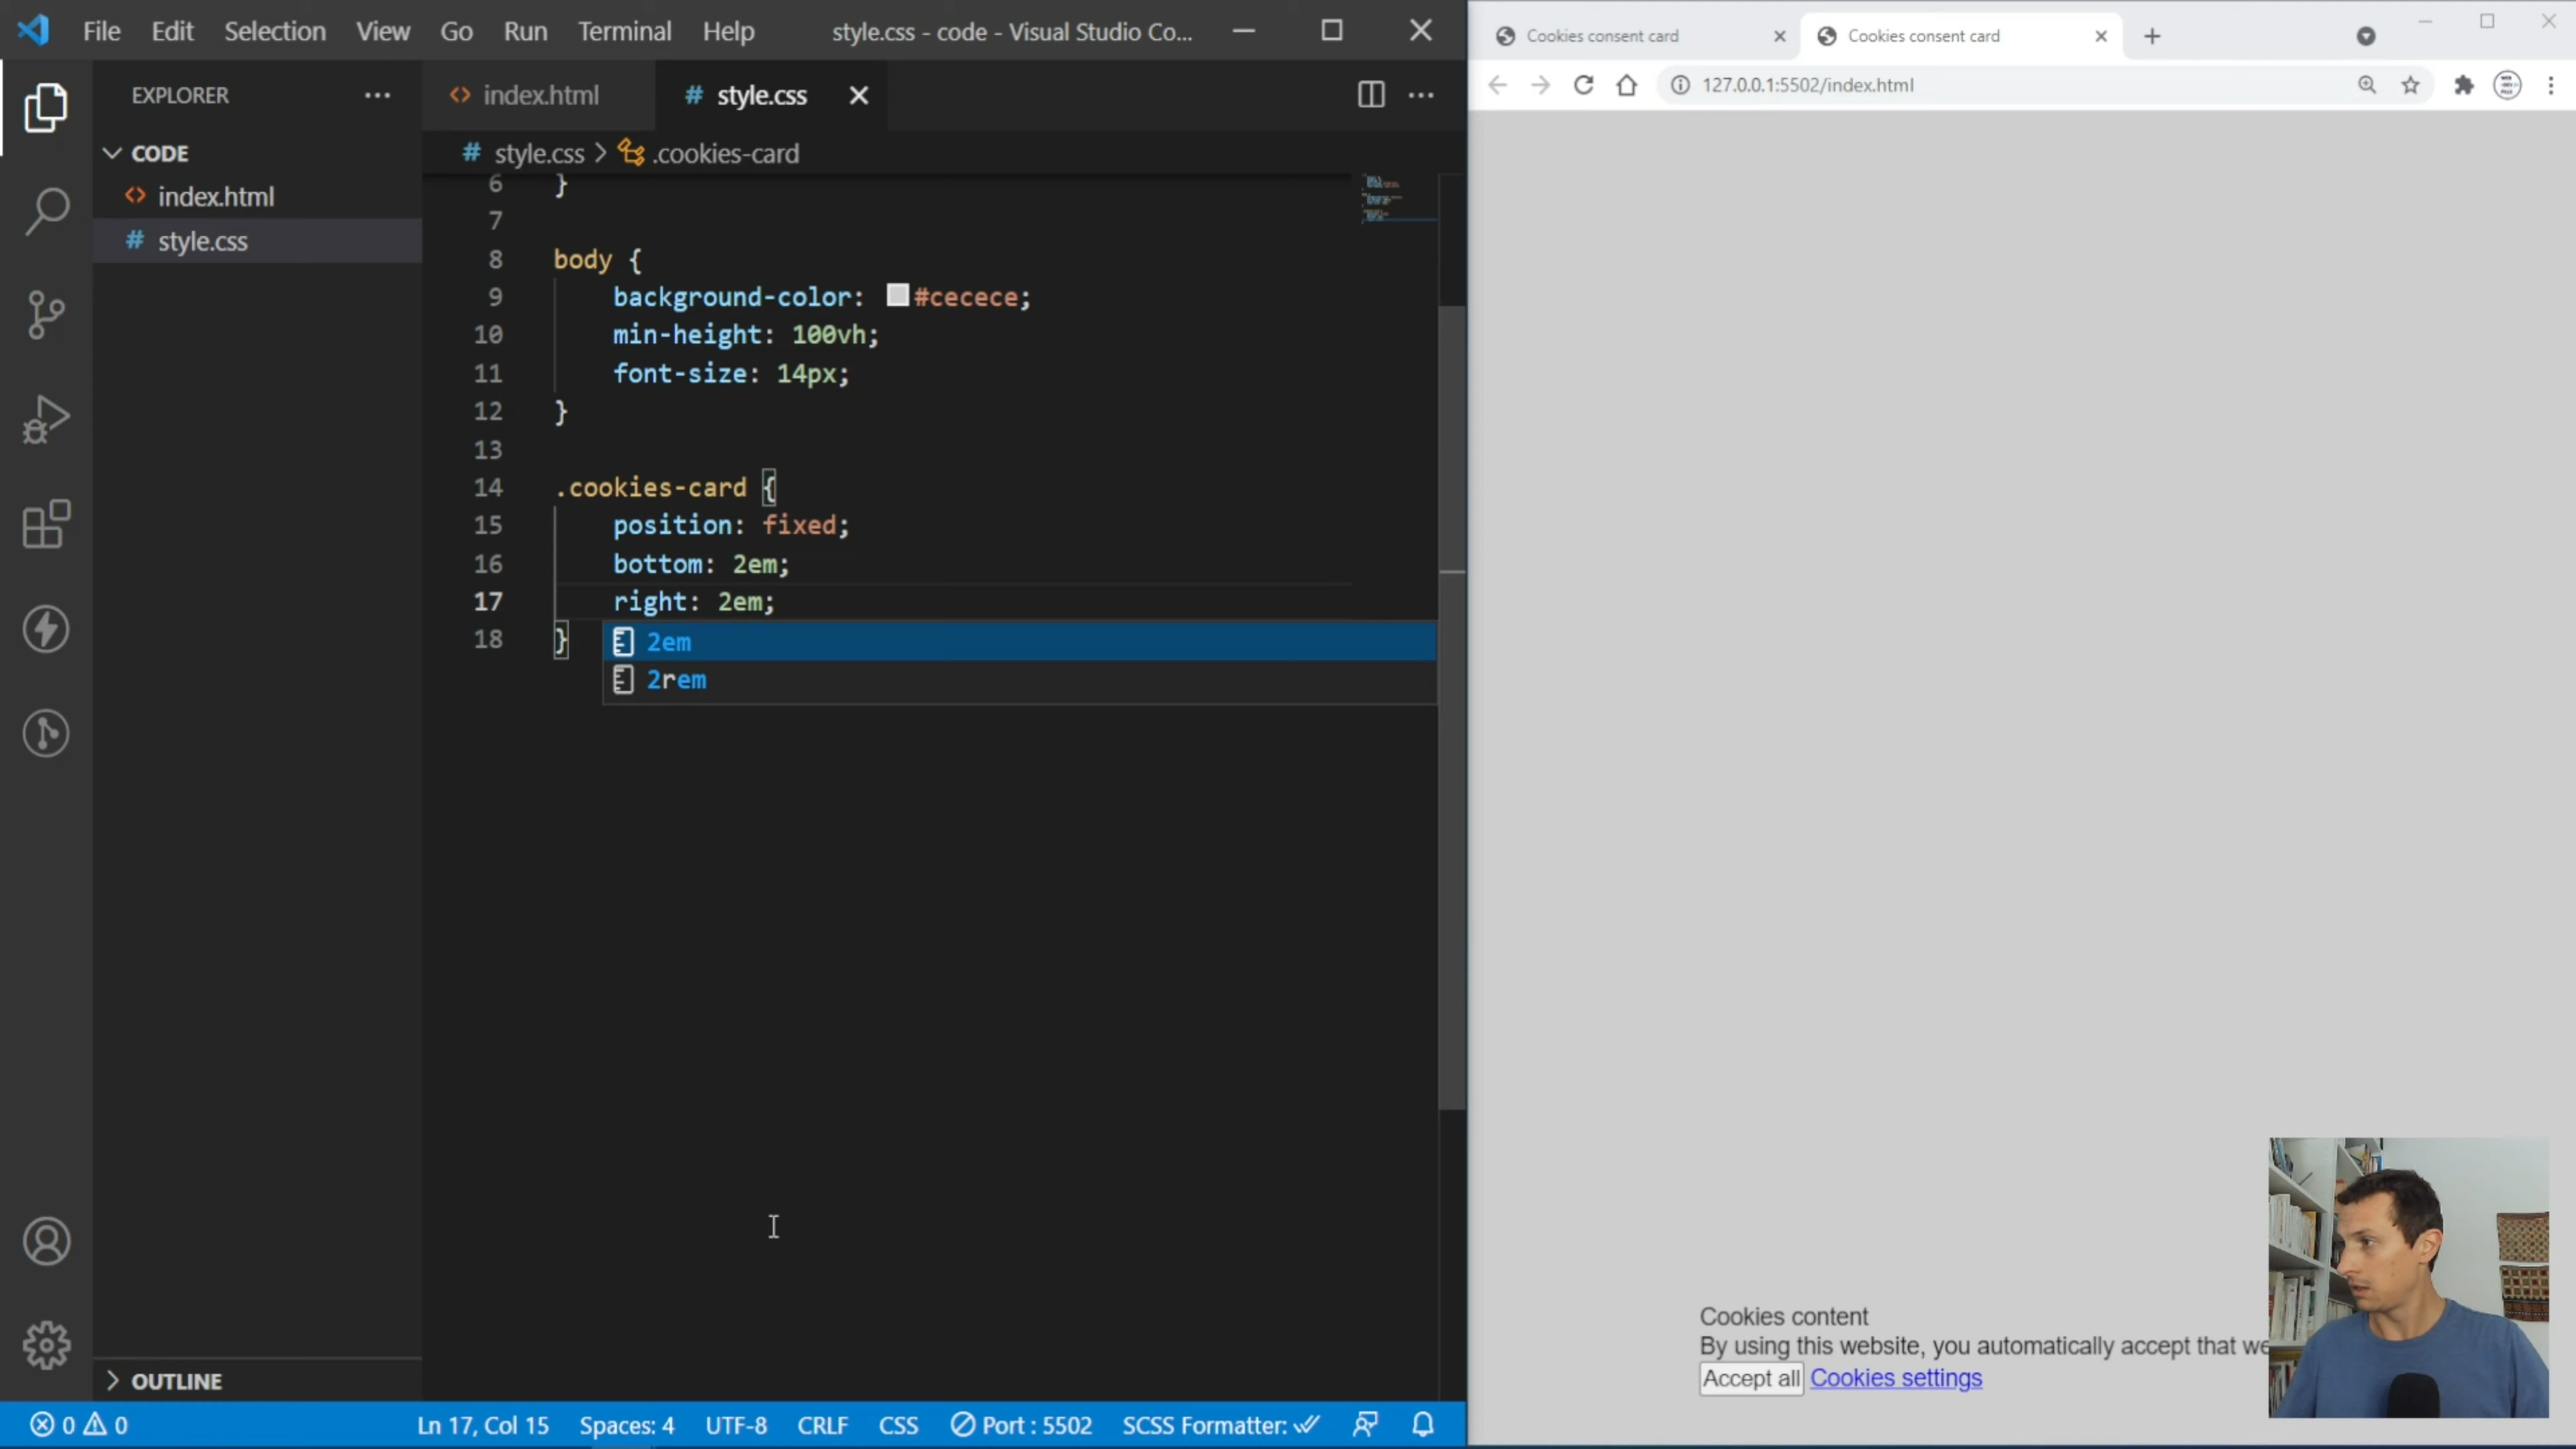 File Edit Selection View Go Run Terminal Help style.css - code - Visual Studio Co...
EXPLORER
CODE
index.html
style.css
OUTLINE
index.html
# style.css
# style.css > .cookies-card
6 }
7
8 body {
9 background-color: #cecece;
10 min-height: 100vh;
11 font-size: 14px;
12 }
13
14 .cookies-card {
15 position: fixed;
16 bottom: 2em;
17 right: 2em;
18 }
2em
2rem
0 0 Ln 17, Col 15 Spaces: 4 UTF-8 CRLF CSS Port : 5502 SCSS Formatter:
Cookies consent card
Cookies consent card
127.0.0.1:5502/index.html
Cookies content
By using this website, you automatically accept that we
Accept all Cookies settings